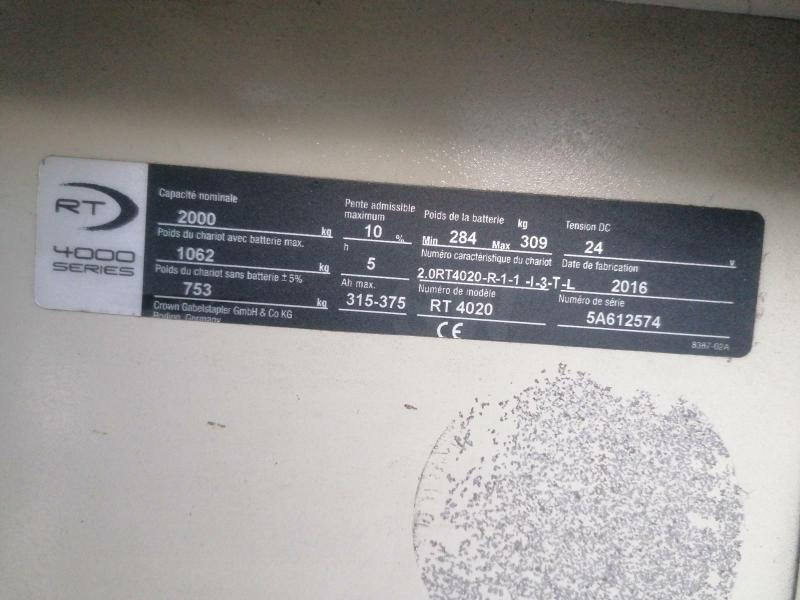 RT
4000
SERIES
Capacité nominale
2000 kg
Poids du chariot avec batterie max.
1062 kg
Poids du chariot sans batterie ± 5%
753 kg
Crown Gabelstapler GmbH & Co KG
Roding, Germany
Pente admissible
maximum
10 %
h
5
Ah max.
315-375
Poids de la batterie kg
Min 284 Max 309
Numéro caractéristique du chariot
2.0RT4020-R-1-1 -I-3-T-L
Numéro de modèle
RT 4020
CE
Tension DC
24 v
Date de fabrication
2016
Numéro de série
5A612574
8387-02A